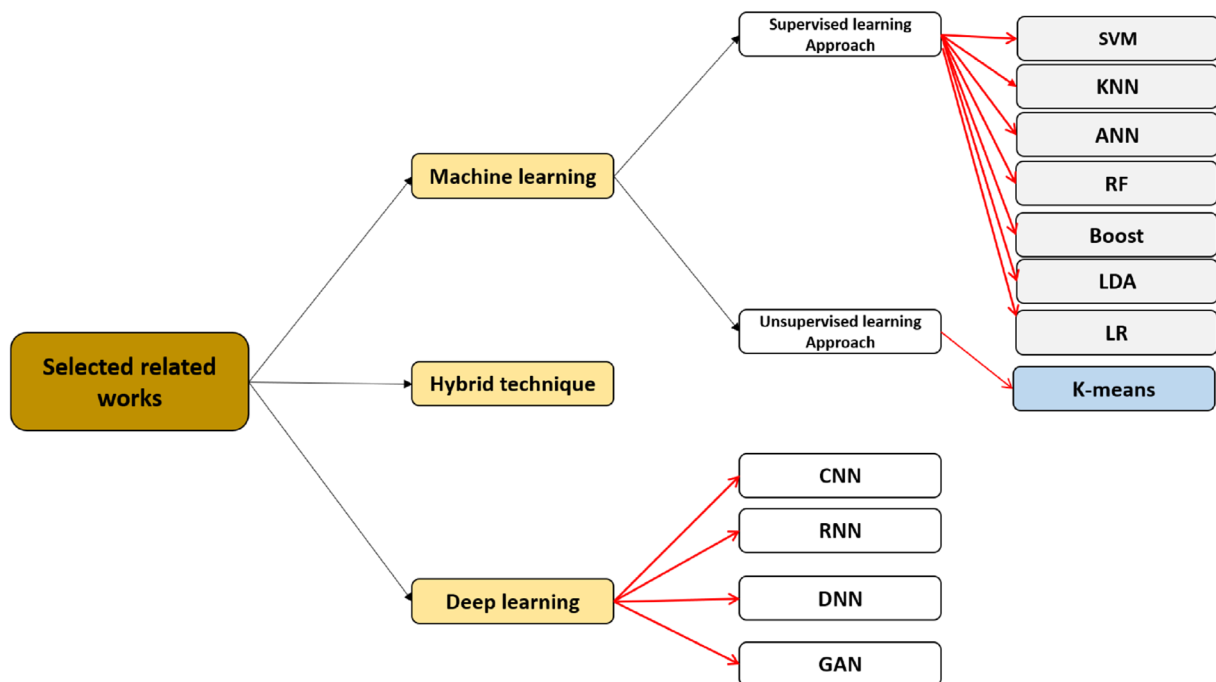 Selected related
works
Machine learning
Hybrid technique
Deep learning
Supervised learning
Approach
Unsupervised learning
Approach
SVM
KNN
ANN
RF
Boost
LDA
LR
K-means
CNN
RNN
DNN
GAN